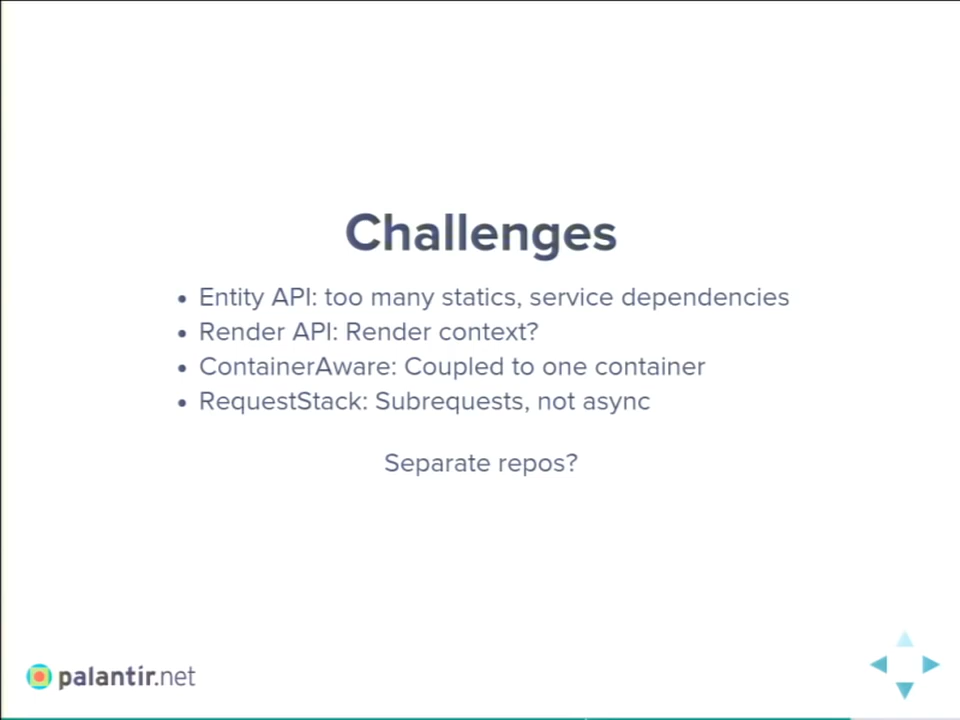 Challenges
• Entity API: too many statics, service dependencies
• Render API: Render context?
• ContainerAware: Coupled to one container
• RequestStack: Subrequests, not async
Separate repos?
palantir.net